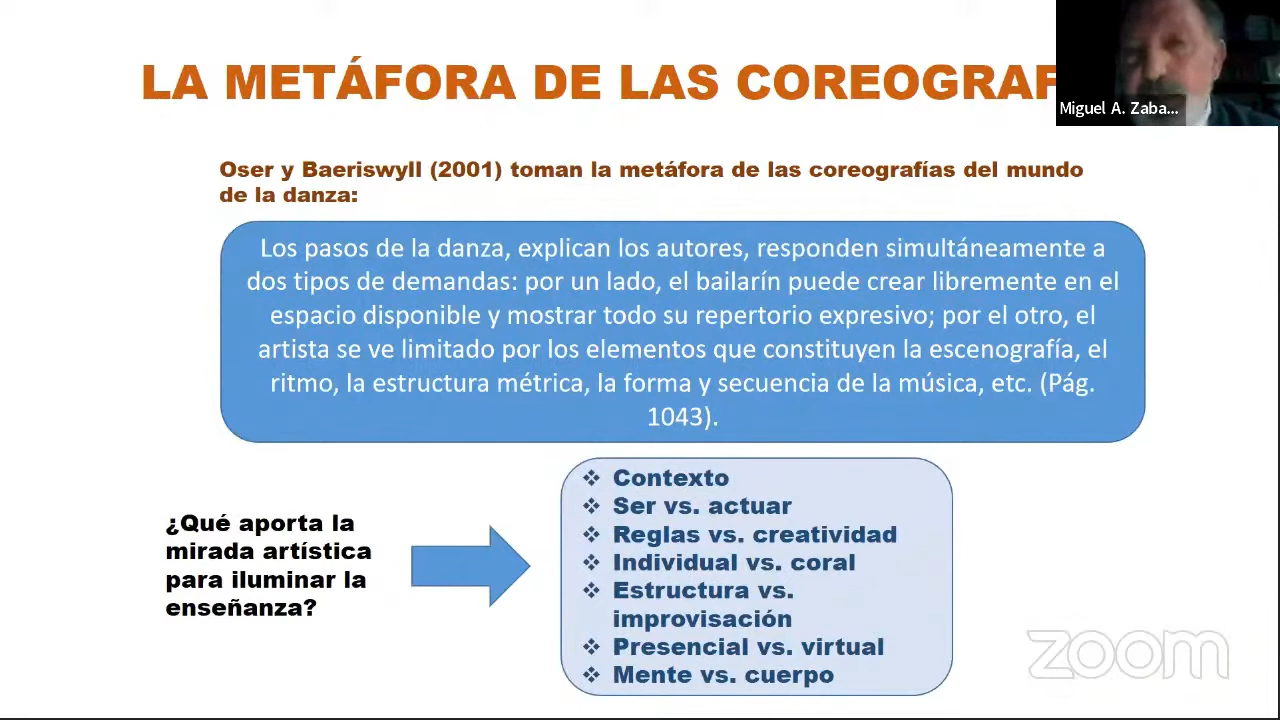 LA METÁFORA DE LAS COREOGRAF
Miguel A. Zaba...
Oser y Baeriswyll (2001) toman la metáfora de las coreografías del mundo
de la danza:
Los pasos de la danza, explican los autores, responden simultáneamente a
dos tipos de demandas: por un lado, el bailarín puede crear libremente en el
espacio disponible y mostrar todo su repertorio expresivo; por el otro, el
artista se ve limitado por los elementos que constituyen la escenografía, el
ritmo, la estructura métrica, la forma y secuencia de la música, etc. (Pág.
1043).
¿Qué aporta la
mirada artística
para iluminar la
enseñanza?
❖ Contexto
❖ Ser vs. actuar
❖ Reglas vs. creatividad
❖ Individual vs. coral
❖ Estructura vs.
improvisación
❖ Presencial vs. virtual
❖ Mente vs. cuerpo
zoom